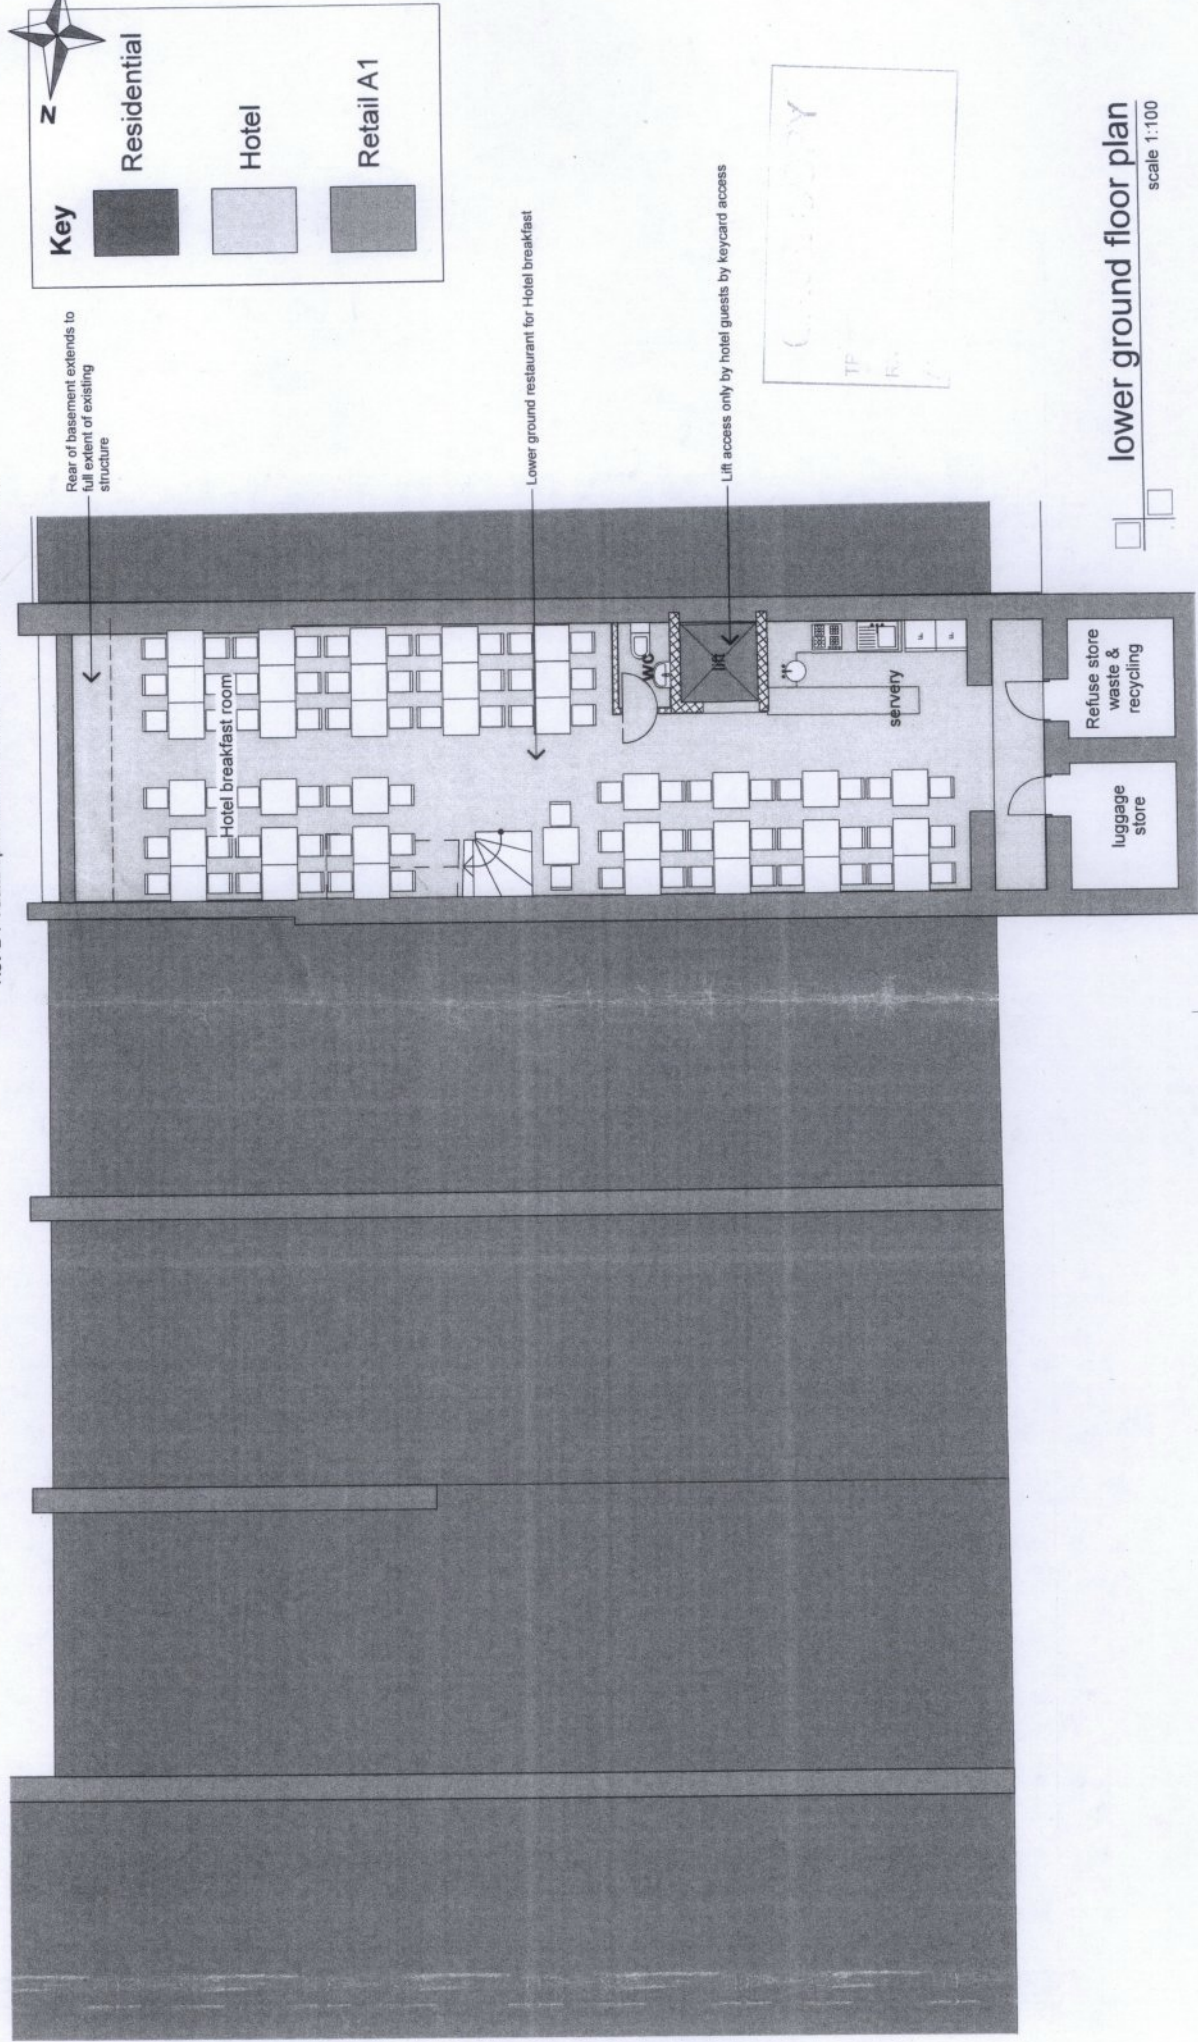 N
Key
Residential
Hotel
Retail A1
Rear of basement extends to
full extent of existing
structure
Hotel breakfast room
Lower ground restaurant for Hotel breakfast
wc
lift
Lift access only by hotel guests by keycard access
servery
Refuse store
waste &
recycling
luggage
store
TP
lower ground floor plan
scale 1:100